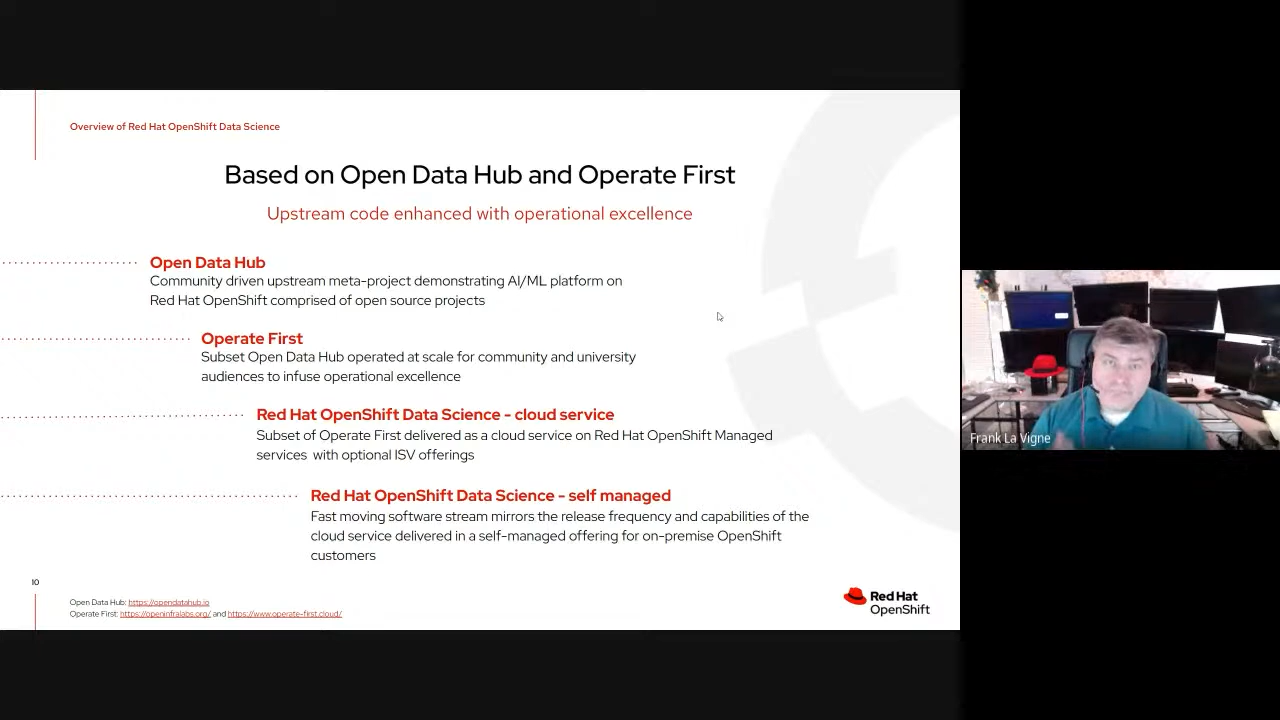 Overview of Red Hat OpenShift Data Science
Based on Open Data Hub and Operate First
Upstream code enhanced with operational excellence
Open Data Hub
Community driven upstream meta-project demonstrating AI/ML platform on
Red Hat OpenShift comprised of open source projects
Operate First
Subset Open Data Hub operated at scale for community and university
audiences to infuse operational excellence
Red Hat OpenShift Data Science - cloud service
Subset of Operate First delivered as a cloud service on Red Hat OpenShift Managed
services with optional ISV offerings
Red Hat OpenShift Data Science - self managed
Fast moving software stream mirrors the release frequency and capabilities of the
cloud service delivered in a self-managed offering for on-premise OpenShift
customers
10
Open Data Hub: https://opendatahub.io
Operate First: https://openinfralabs.org/ and https://www.operate-first.cloud/
Red Hat
OpenShift
Frank La Vigne